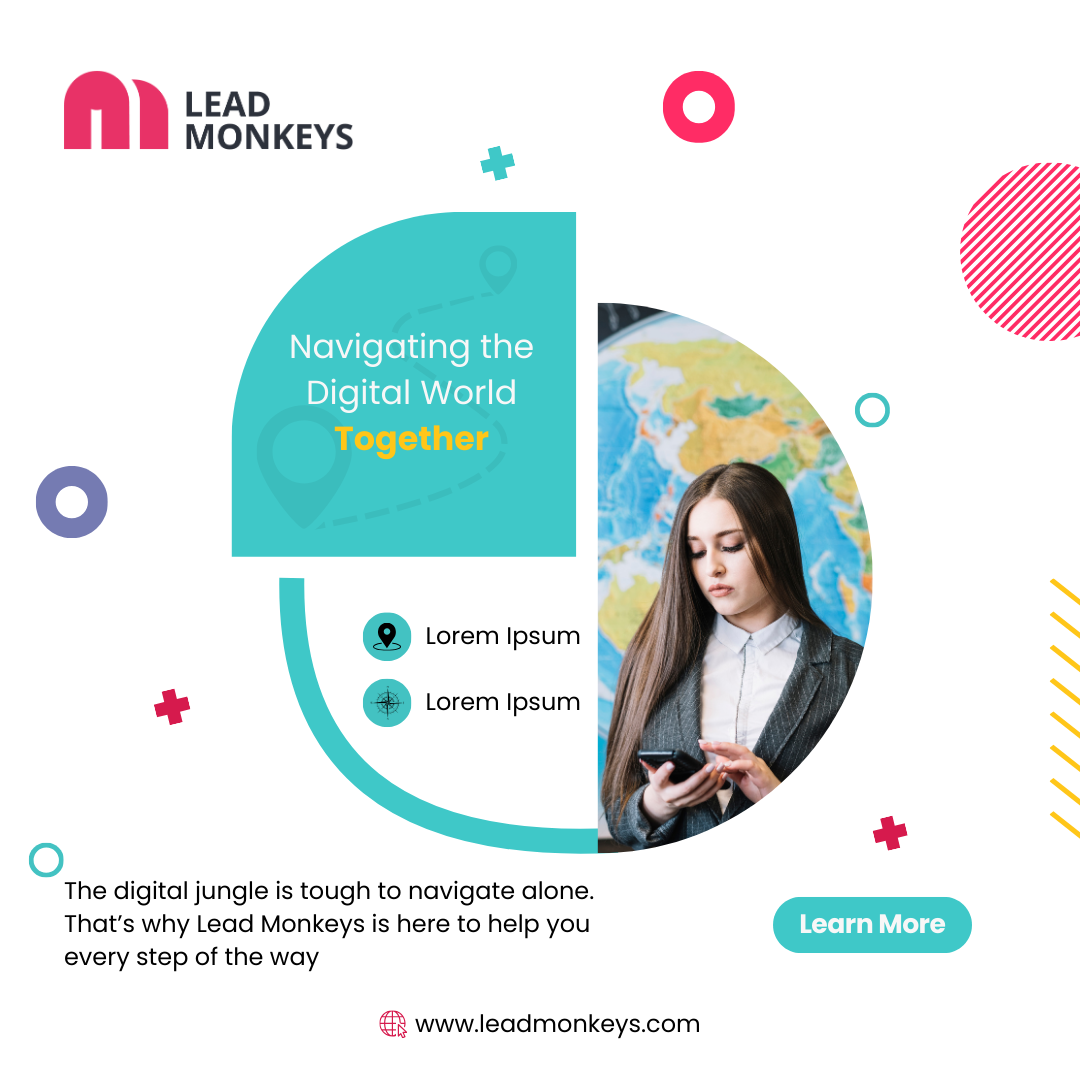 LEAD
MONKEYS
Navigating the
Digital World
Together
Lorem Ipsum
Lorem Ipsum
The digital jungle is tough to navigate alone.
That’s why Lead Monkeys is here to help you
every step of the way
Learn More
www.leadmonkeys.com